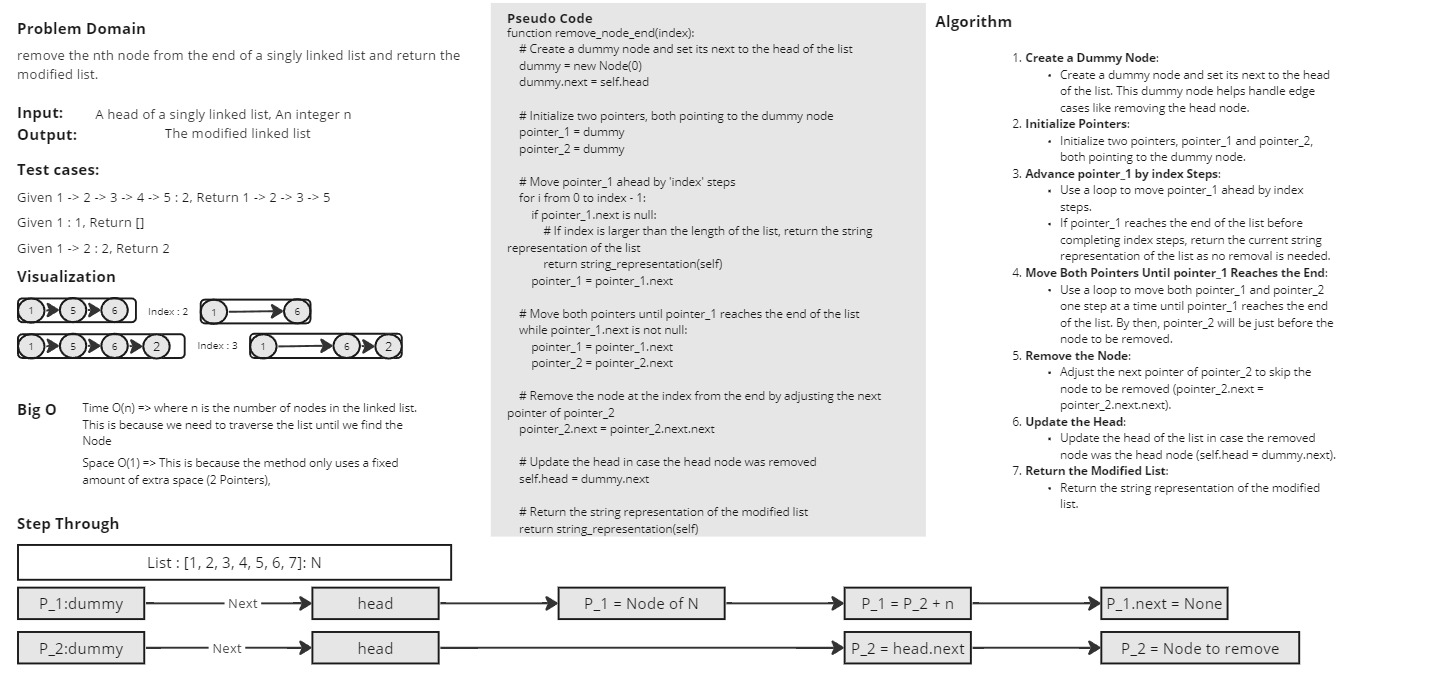 Problem Domain
remove the nth node from the end of a singly linked list and return the
modified list.
Input: A head of a singly linked list, An integer n
Output: The modified linked list
Test cases:
Given 1 -> 2 -> 3 -> 4 -> 5 : 2, Return 1 -> 2 -> 3 -> 5
Given 1 : 1, Return []
Given 1 -> 2 : 2, Return 2
Visualization
1 5 6 Index : 2 1 6
1 5 6 2 Index : 3 1 6 2
Big O
Time O(n) => where n is the number of nodes in the linked list.
This is because we need to traverse the list until we find the
Node
Space O(1) => This is because the method only uses a fixed
amount of extra space (2 Pointers),
Pseudo Code
function remove_node_end(index):
# Create a dummy node and set its next to the head of the list
dummy = new Node(0)
dummy.next = self.head
# Initialize two pointers, both pointing to the dummy node
pointer_1 = dummy
pointer_2 = dummy
# Move pointer_1 ahead by 'index' steps
for i from 0 to index - 1:
if pointer_1.next is null:
# If index is larger than the length of the list, return the string
representation of the list
return string_representation(self)
pointer_1 = pointer_1.next
# Move both pointers until pointer_1 reaches the end of the list
while pointer_1.next is not null:
pointer_1 = pointer_1.next
pointer_2 = pointer_2.next
# Remove the node at the index from the end by adjusting the next
pointer of pointer_2
pointer_2.next = pointer_2.next.next
# Update the head in case the head node was removed
self.head = dummy.next
# Return the string representation of the modified list
return string_representation(self)
Algorithm
1. Create a Dummy Node:
• Create a dummy node and set its next to the head
of the list. This dummy node helps handle edge
cases like removing the head node.
2. Initialize Pointers:
• Initialize two pointers, pointer_1 and pointer_2,
both pointing to the dummy node.
3. Advance pointer_1 by index Steps:
• Use a loop to move pointer_1 ahead by index
steps.
• If pointer_1 reaches the end of the list before
completing index steps, return the current string
representation of the list as no removal is needed.
4. Move Both Pointers Until pointer_1 Reaches the End:
• Use a loop to move both pointer_1 and pointer_2
one step at a time until pointer_1 reaches the end
of the list. By then, pointer_2 will be just before the
node to be removed.
5. Remove the Node:
• Adjust the next pointer of pointer_2 to skip the
node to be removed (pointer_2.next =
pointer_2.next.next).
6. Update the Head:
• Update the head of the list in case the removed
node was the head node (self.head = dummy.next).
7. Return the Modified List:
• Return the string representation of the modified
list.
Step Through
List : [1, 2, 3, 4, 5, 6, 7]: N
P_1:dummy Next head P_1 = Node of N P_1 = P_2 + n P_1.next = None
P_2:dummy Next head P_2 = head.next P_2 = Node to remove